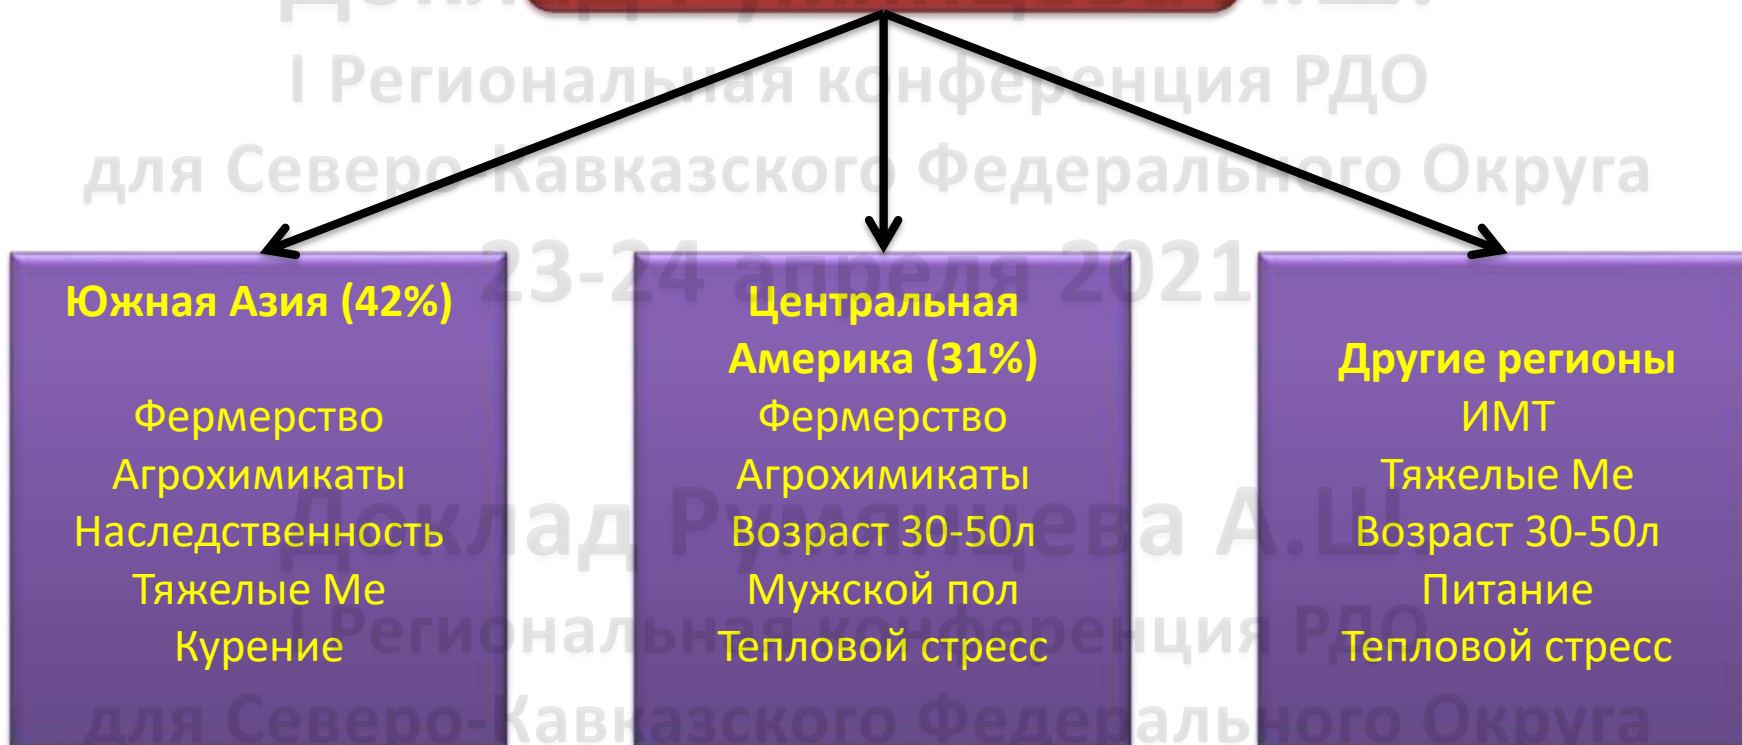 Доклад Румянцева А.Ш.
I Региональная конференция РДО
для Северо-Кавказского Федерального Округа
23-24 апреля 2021
Южная Азия (42%)
Фермерство
Агрохимикаты
Наследственность
Тяжелые Ме
Курение
Центральная
Америка (31%)
Фермерство
Агрохимикаты
Возраст 30-50л
Мужской пол
Тепловой стресс
Другие регионы
ИМТ
Тяжелые Ме
Возраст 30-50л
Питание
Тепловой стресс
Доклад Румянцева А.Ш.
I Региональная конференция РДО
для Северо-Кавказского Федерального Округа